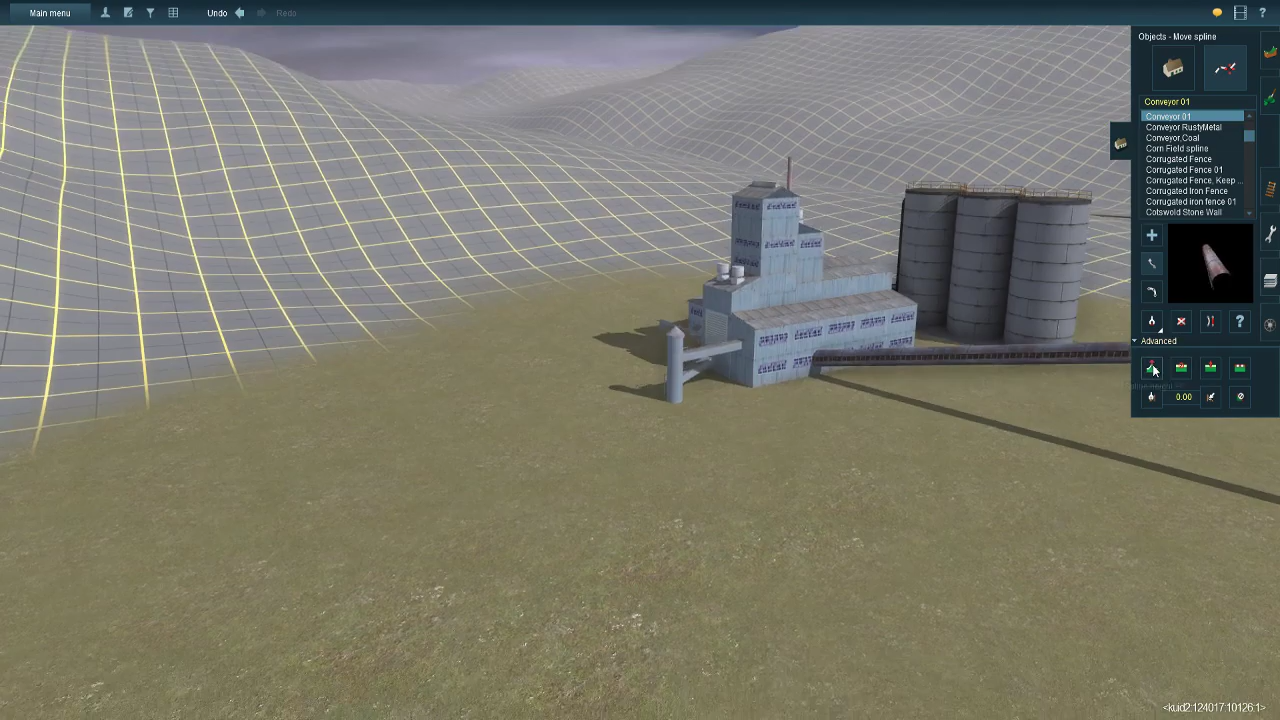 Main menu
Undo
Redo
Objects - Move spline
Conveyor 01
Conveyor 01
Conveyor RustyMetal
Conveyor,Coal
Corn Field spline
Corrugated Fence
Corrugated Fence 01
Corrugated Fence, Keep ...
Corrugated Iron Fence
Corrugated iron fence 01
Cotswold Stone Wall
Advanced
0.00
<kuid2:124017:10126:1>